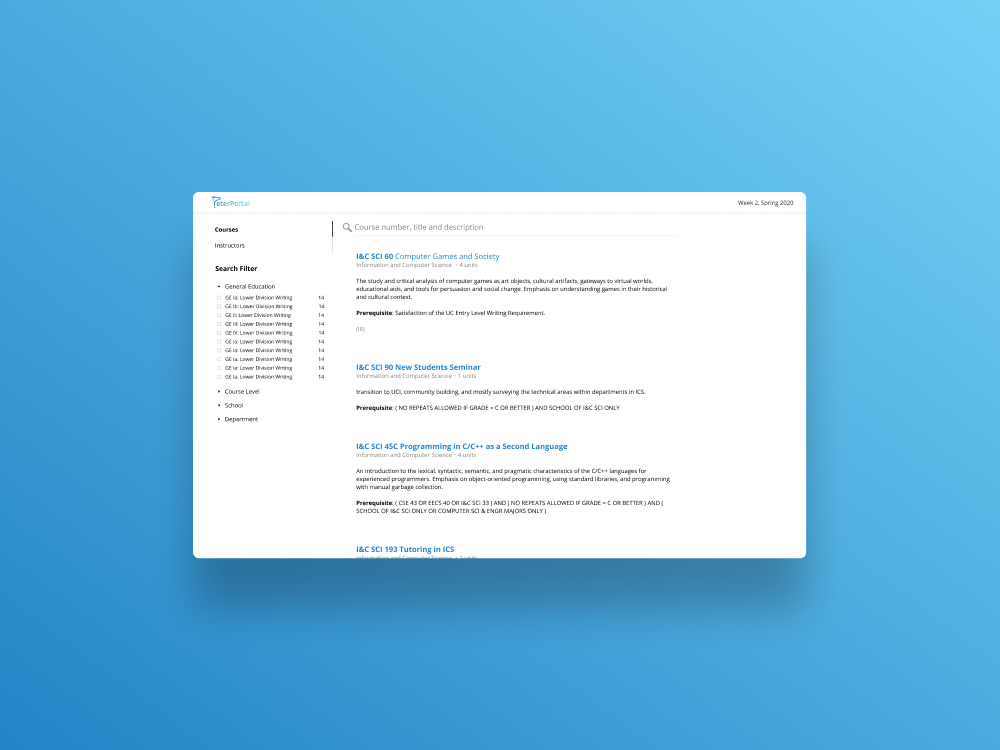 PeterPortal
Week 2, Spring 2020
Courses
Instructors
Search Filter
General Education
GE Ia: Lower Division Writing 14
GE Ib: Lower Division Writing 14
GE II: Lower Division Writing 14
GE III: Lower Division Writing 14
GE IV: Lower Division Writing 14
GE Ia: Lower Division Writing 14
GE Ia: Lower Division Writing 14
GE Ia: Lower Division Writing 14
GE Ia: Lower Division Writing 14
GE Ia: Lower Division Writing 14
Course Level
School
Department
Course number, title and description
I&C SCI 60 Computer Games and Society
Information and Computer Science · 4 units
The study and critical analysis of computer games as art objects, cultural artifacts, gateways to virtual worlds,
educational aids, and tools for persuasion and social change. Emphasis on understanding games in their historical
and cultural context.
Prerequisite: Satisfaction of the UC Entry Level Writing Requirement.
(III)
I&C SCI 90 New Students Seminar
Information and Computer Science · 1 units
transition to UCI, community building, and mostly surveying the technical areas within departments in ICS.
Prerequisite: ( NO REPEATS ALLOWED IF GRADE = C OR BETTER ) AND SCHOOL OF I&C SCI ONLY
I&C SCI 45C Programming in C/C++ as a Second Language
Information and Computer Science · 4 units
An introduction to the lexical, syntactic, semantic, and pragmatic characteristics of the C/C++ languages for
experienced programmers. Emphasis on object-oriented programming, using standard libraries, and programming
with manual garbage collection.
Prerequisite: ( CSE 43 OR EECS 40 OR I&C SCI 33 ) AND ( NO REPEATS ALLOWED IF GRADE = C OR BETTER ) AND (
SCHOOL OF I&C SCI ONLY OR COMPUTER SCI & ENGR MAJORS ONLY )
I&C SCI 193 Tutoring in ICS
Information and Computer Science · 2 units